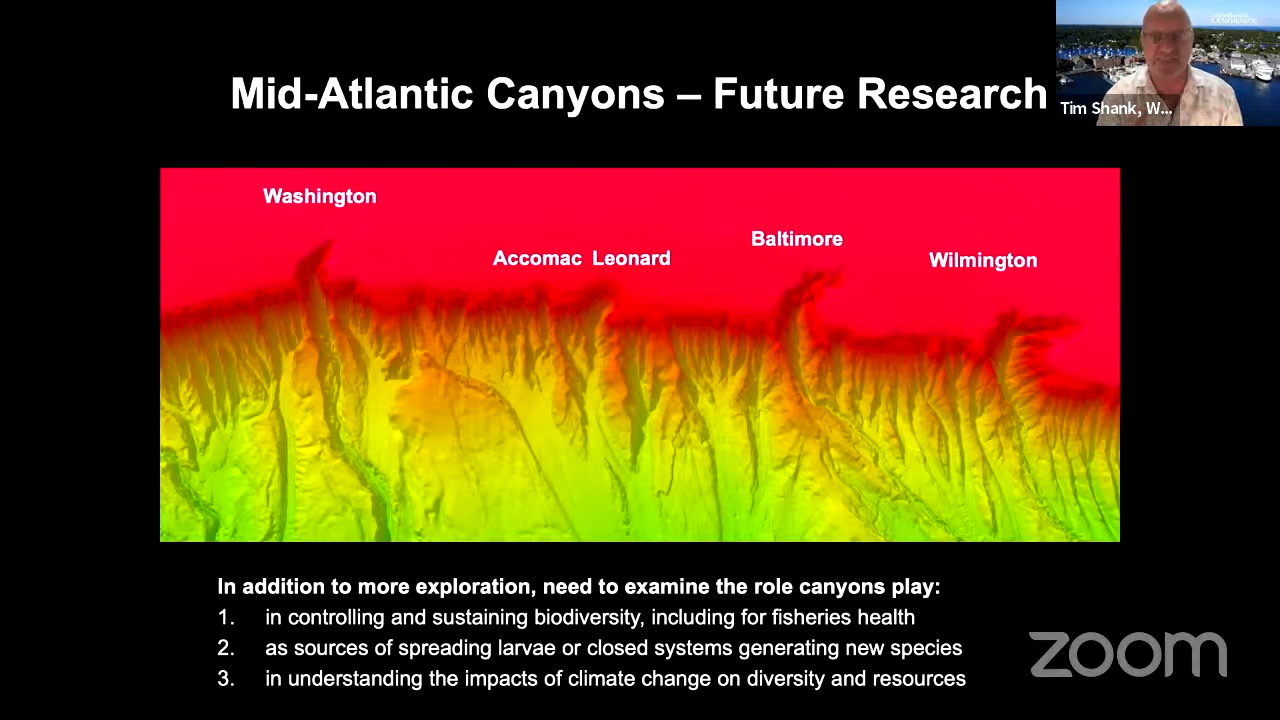 Mid-Atlantic Canyons – Future Research
Tim Shank, W...
Washington
Baltimore
Accomac Leonard
Wilmington
In addition to more exploration, need to examine the role canyons play:
1. in controlling and sustaining biodiversity, including for fisheries health
2. as sources of spreading larvae or closed systems generating new species
3. in understanding the impacts of climate change on diversity and resources
zoom